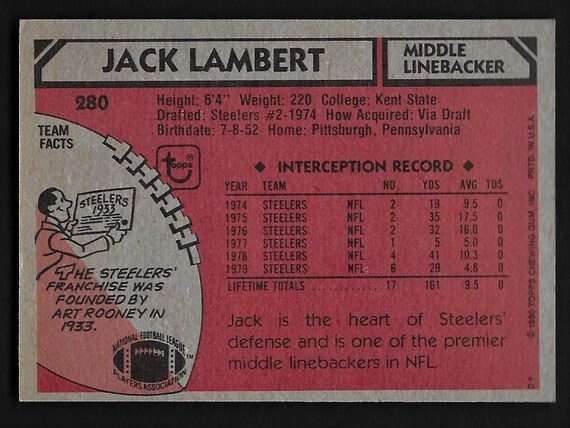 JACK LAMBERT
MIDDLE
LINEBACKER
280
Height: 6'4" Weight: 220 College: Kent State
Drafted: Steelers #2-1974 How Acquired: Via Draft
Birthdate: 7-8-52 Home: Pittsburgh, Pennsylvania
TEAM
FACTS
STEELERS
1933
THE STEELERS'
FRANCHISE WAS
FOUNDED BY
ART ROONEY IN
1933.
topps
◆ INTERCEPTION RECORD ◆
YEAR TEAM NO. YDS AVG TDS
1974 STEELERS NFL 2 19 9.5 0
1975 STEELERS NFL 2 35 17.5 0
1976 STEELERS NFL 2 32 16.0 0
1977 STEELERS NFL 1 5 5.0 0
1978 STEELERS NFL 4 41 10.3 0
1979 STEELERS NFL 6 29 4.8 0
LIFETIME TOTALS ............ 17 161 9.5 0
Jack is the heart of Steelers'
defense and is one of the premier
middle linebackers in NFL.
NATIONAL FOOTBALL LEAGUE
PLAYERS ASSOCIATION
© 1980 TOPPS CHEWING GUM, INC. PRTD. IN U.S.A.
DP